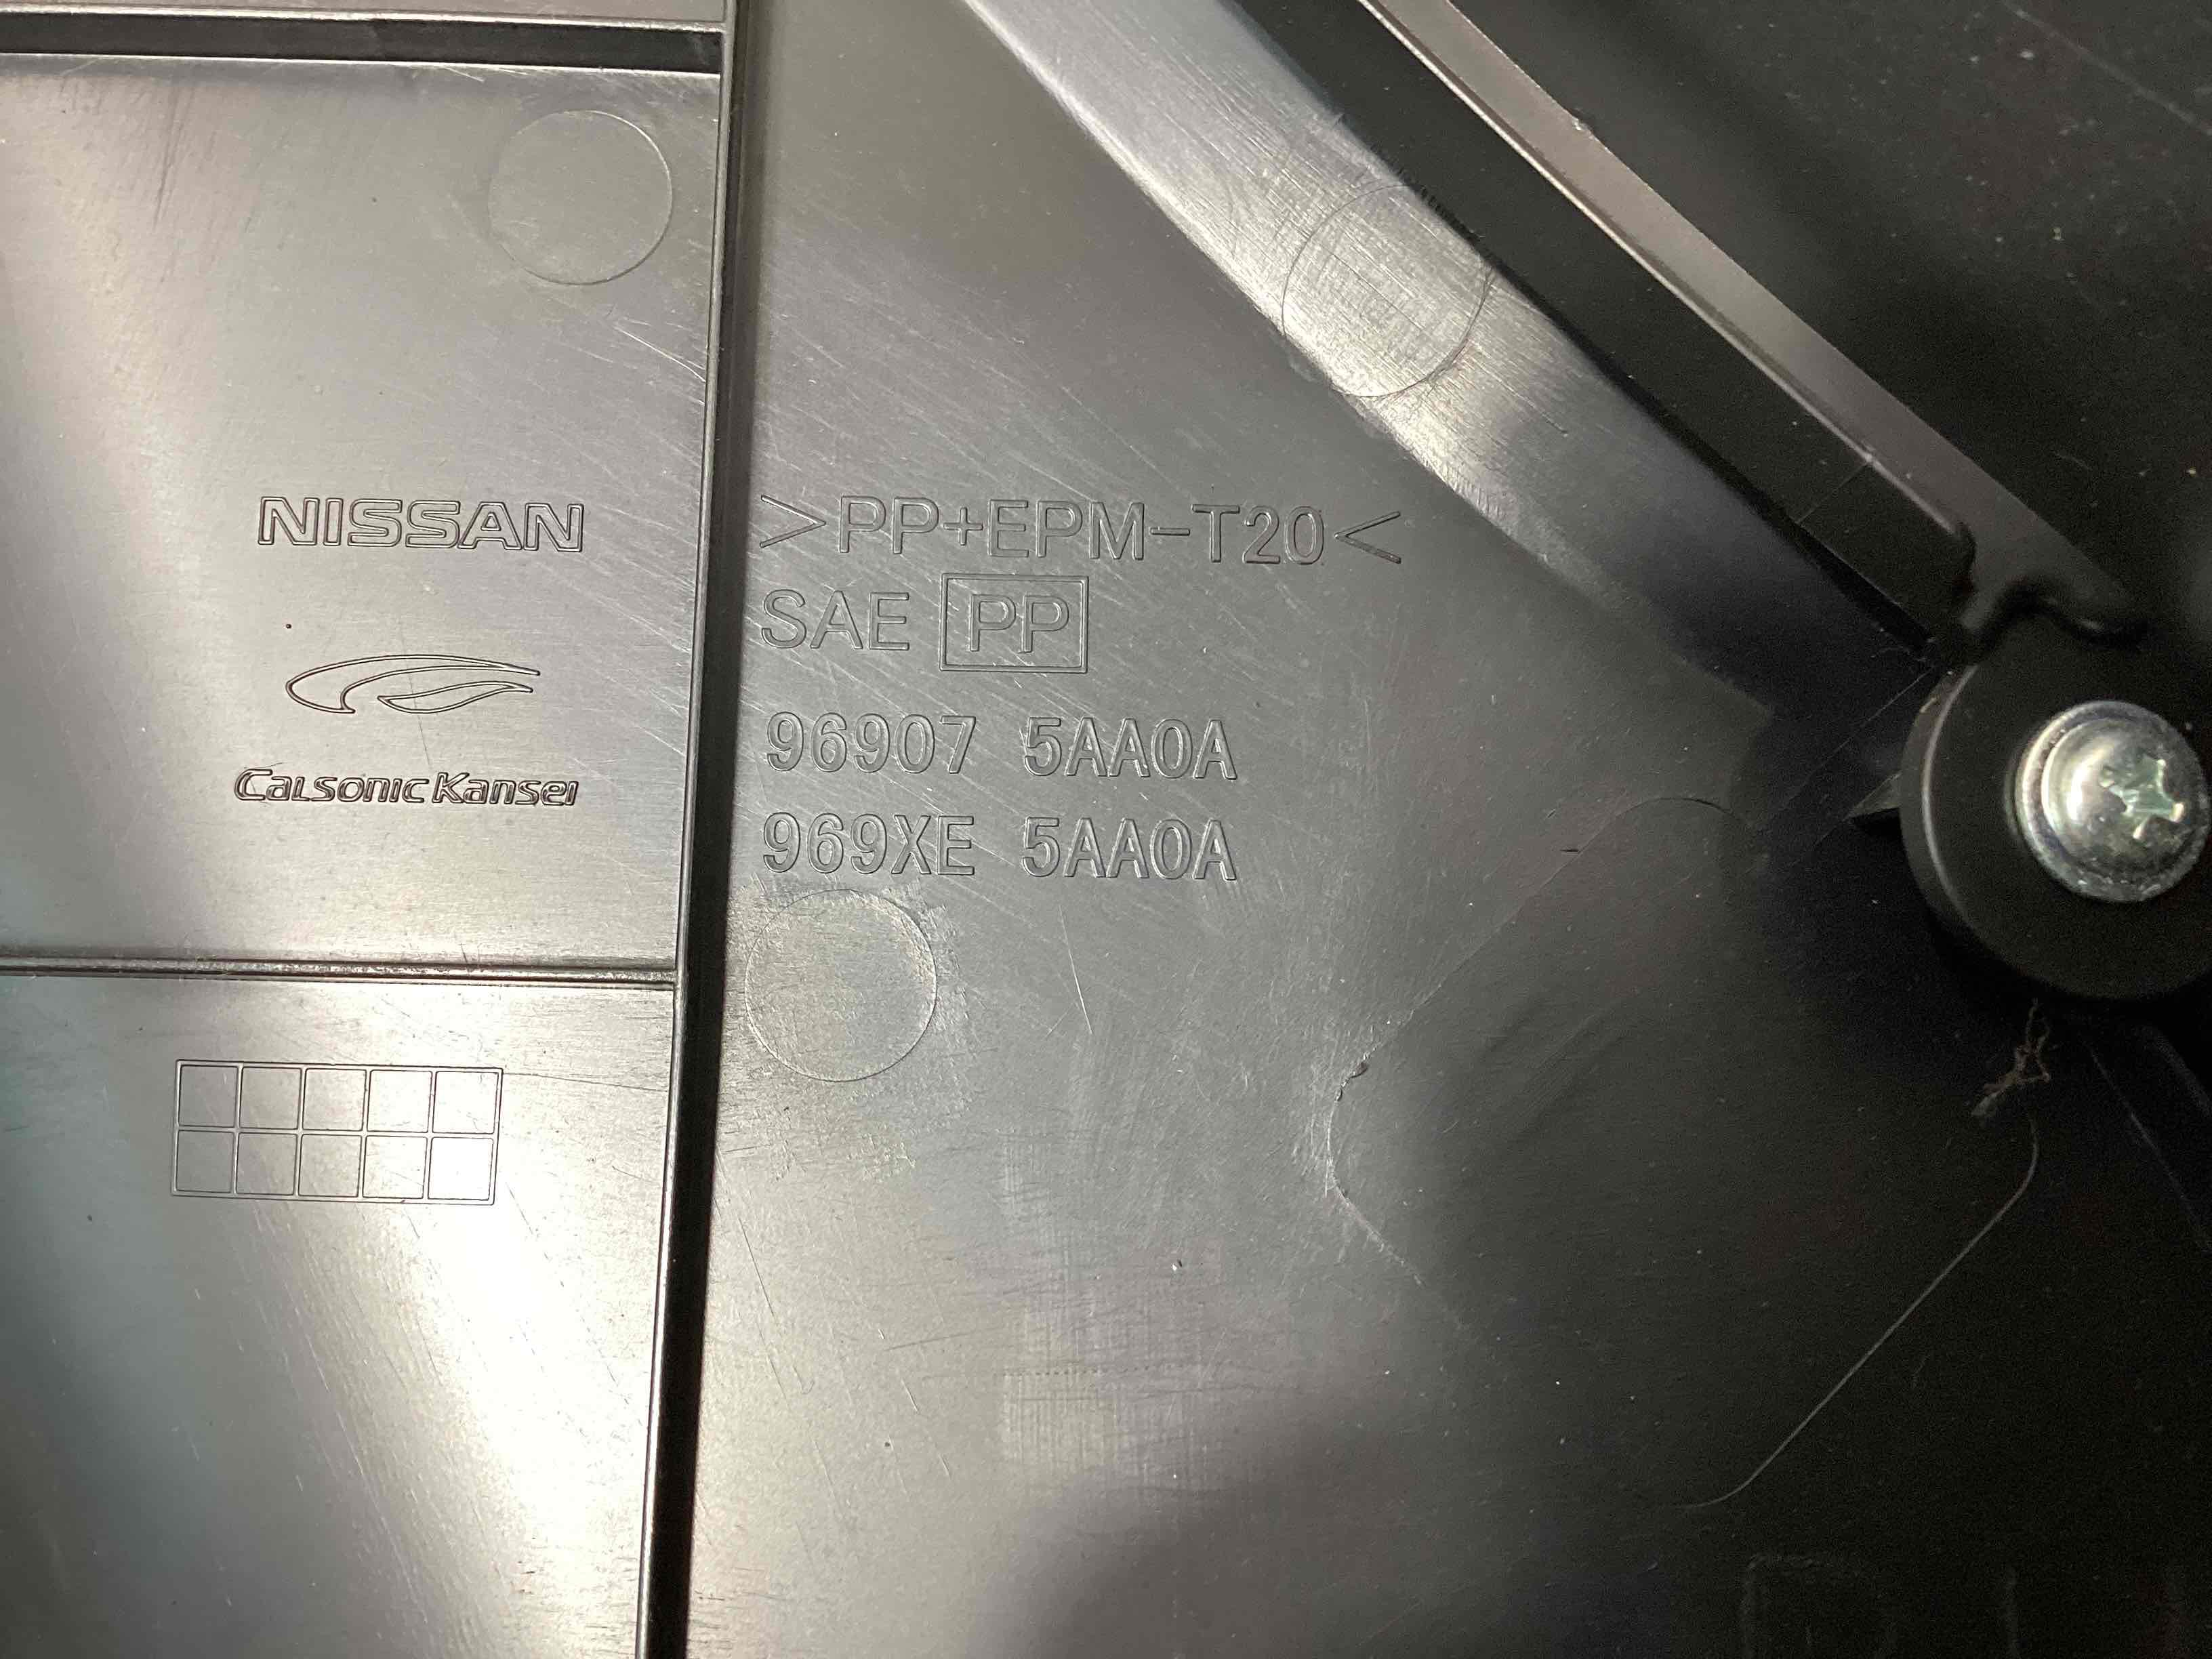 NISSAN
CalsonicKansei
>PP+EPM-T20<
SAE PP
96907 5AA0A
969XE 5AA0A